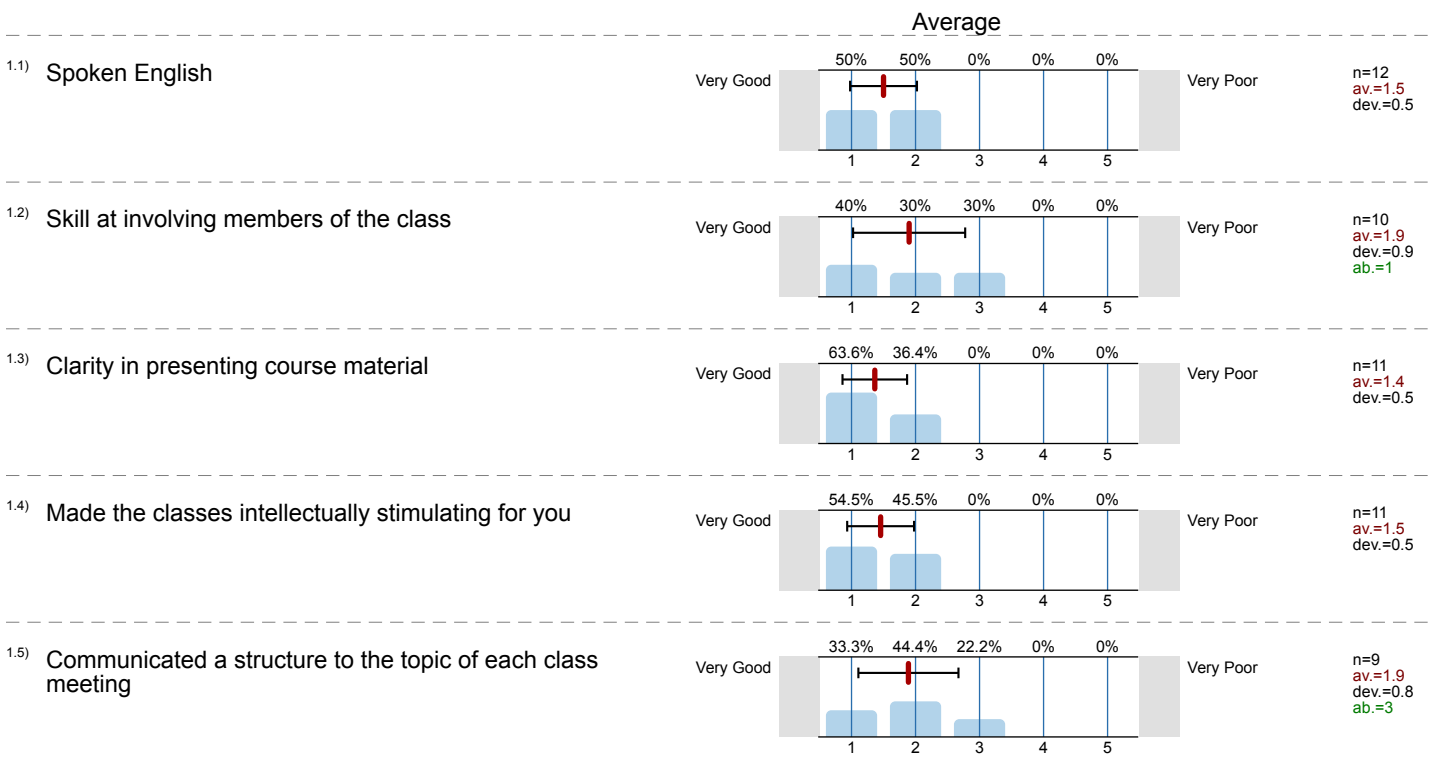 Average
1.1) Spoken English
50% 50% 0% 0% 0%
Very Good
Very Poor
1 2 3 4 5
n=12
av.=1.5
dev.=0.5
1.2) Skill at involving members of the class
40% 30% 30% 0% 0%
Very Good
Very Poor
1 2 3 4 5
n=10
av.=1.9
dev.=0.9
ab.=1
1.3) Clarity in presenting course material
63.6% 36.4% 0% 0% 0%
Very Good
Very Poor
1 2 3 4 5
n=11
av.=1.4
dev.=0.5
1.4) Made the classes intellectually stimulating for you
54.5% 45.5% 0% 0% 0%
Very Good
Very Poor
1 2 3 4 5
n=11
av.=1.5
dev.=0.5
1.5) Communicated a structure to the topic of each class
meeting
33.3% 44.4% 22.2% 0% 0%
Very Good
Very Poor
1 2 3 4 5
n=9
av.=1.9
dev.=0.8
ab.=3